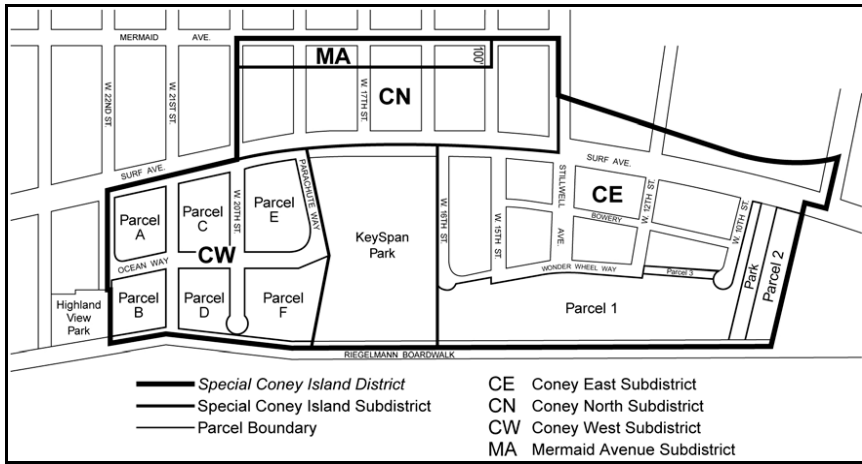 MERMAID AVE.
MA
100'
W. 22ND ST.
W. 21ST ST.
W. 17TH ST.
CN
SURF AVE.
SURF AVE.
PARACHUTE WAY
STILLWELL
AVE.
CE
W. 12TH ST.
BOWERY
W. 10TH ST.
W. 20TH ST.
W. 16TH ST.
W. 15TH ST.
Parcel
A
Parcel
C
Parcel
E
KeySpan
Park
CW
OCEAN WAY
WONDER WHEEL WAY
Parcel 3
Park
Parcel 2
Highland
View
Park
Parcel
B
Parcel
D
Parcel
F
Parcel 1
RIEGELMANN BOARDWALK
Special Coney Island District
Special Coney Island Subdistrict
Parcel Boundary
CE Coney East Subdistrict
CN Coney North Subdistrict
CW Coney West Subdistrict
MA Mermaid Avenue Subdistrict